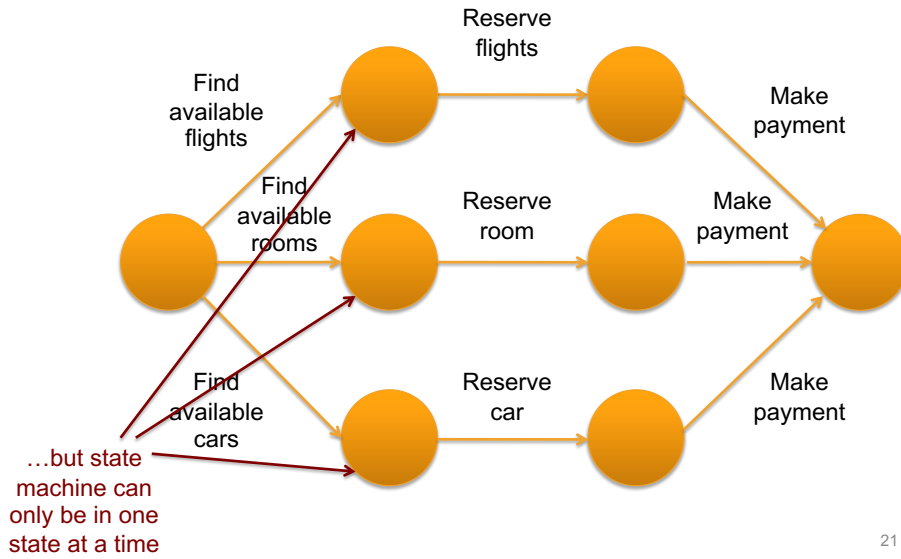 Reserve
flights
Find
available
flights
Make
payment
Find
available
rooms
Reserve
room
Make
payment
Find
available
cars
Reserve
car
Make
payment
…but state
machine can
only be in one
state at a time
21